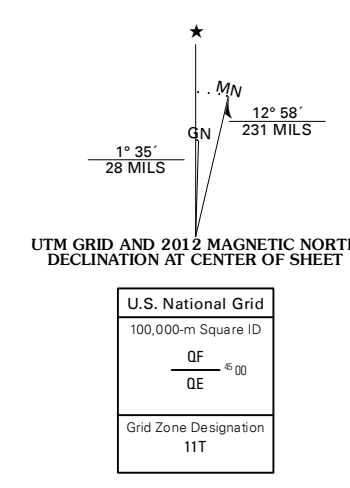 ★
MN
GN
12° 58´
231 MILS
1° 35´
28 MILS
UTM GRID AND 2012 MAGNETIC NORT
DECLINATION AT CENTER OF SHEET
U.S. National Grid
100,000-m Square ID
QF
45 00
QE
Grid Zone Designation
11T